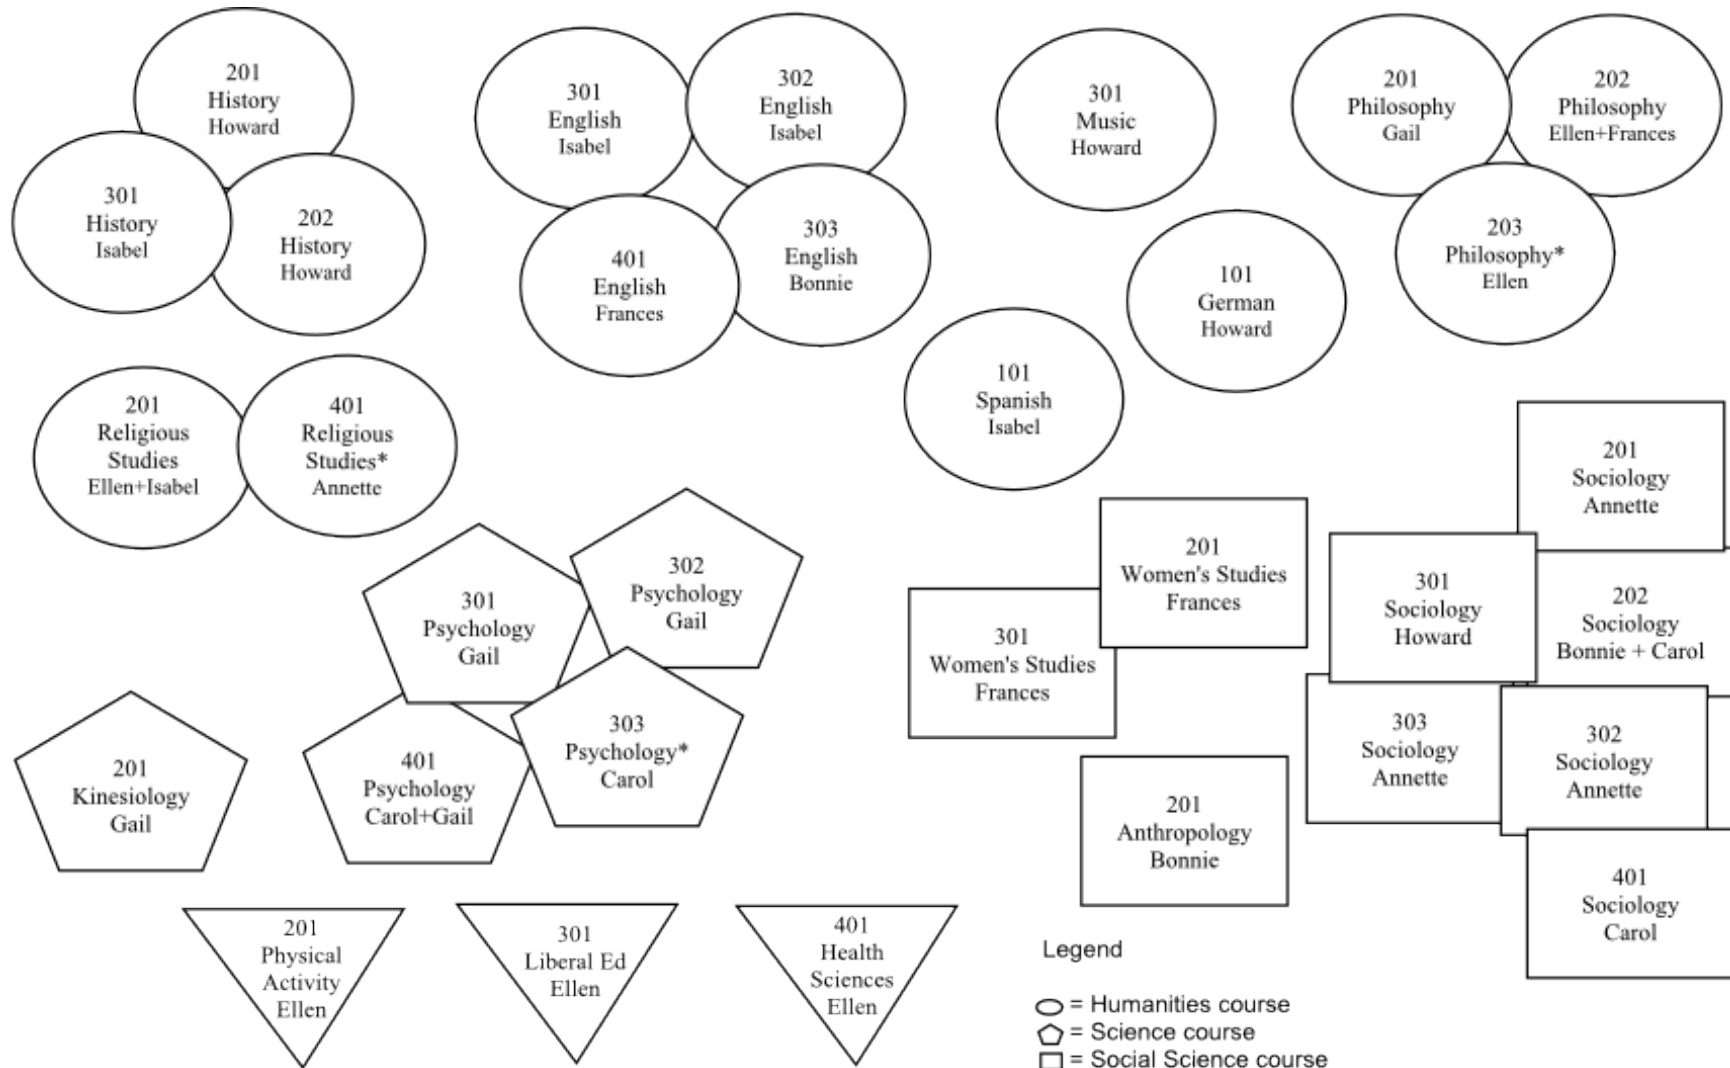 201
History
Howard
301
History
Isabel
202
History
Howard
301
English
Isabel
302
English
Isabel
401
English
Frances
303
English
Bonnie
301
Music
Howard
201
Philosophy
Gail
202
Philosophy
Ellen+Frances
203
Philosophy*
Ellen
101
German
Howard
101
Spanish
Isabel
201
Religious
Studies
Ellen+Isabel
401
Religious
Studies*
Annette
301
Psychology
Gail
302
Psychology
Gail
201
Kinesiology
Gail
401
Psychology
Carol+Gail
303
Psychology*
Carol
201
Women's Studies
Frances
301
Women's Studies
Frances
201
Sociology
Annette
301
Sociology
Howard
202
Sociology
Bonnie + Carol
303
Sociology
Annette
302
Sociology
Annette
201
Anthropology
Bonnie
401
Sociology
Carol
201
Physical
Activity
Ellen
301
Liberal Ed
Ellen
401
Health
Sciences
Ellen
Legend
= Humanities course
= Science course
= Social Science course